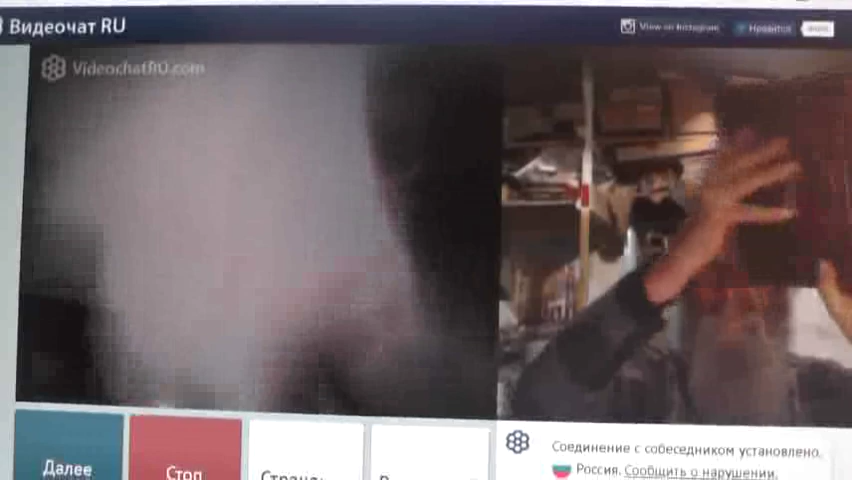 Видеочат RU
View on Instagram
Нравится
VideochatRU.com
Далее
Стоп
Соединение с собеседником установлено.
Россия. Сообщить о нарушении.